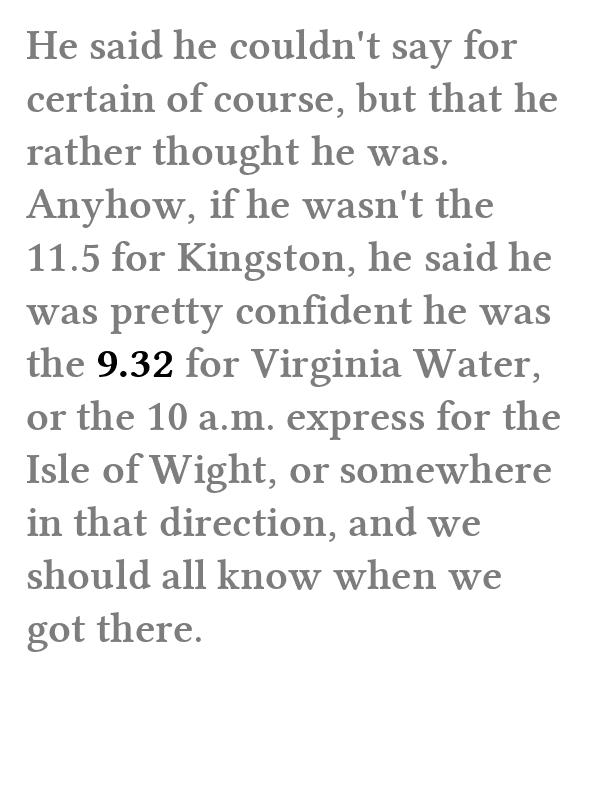 He said he couldn't say for
certain of course, but that he
rather thought he was.
Anyhow, if he wasn't the
11.5 for Kingston, he said he
was pretty confident he was
the 9.32 for Virginia Water,
or the 10 a.m. express for the
Isle of Wight, or somewhere
in that direction, and we
should all know when we
got there.